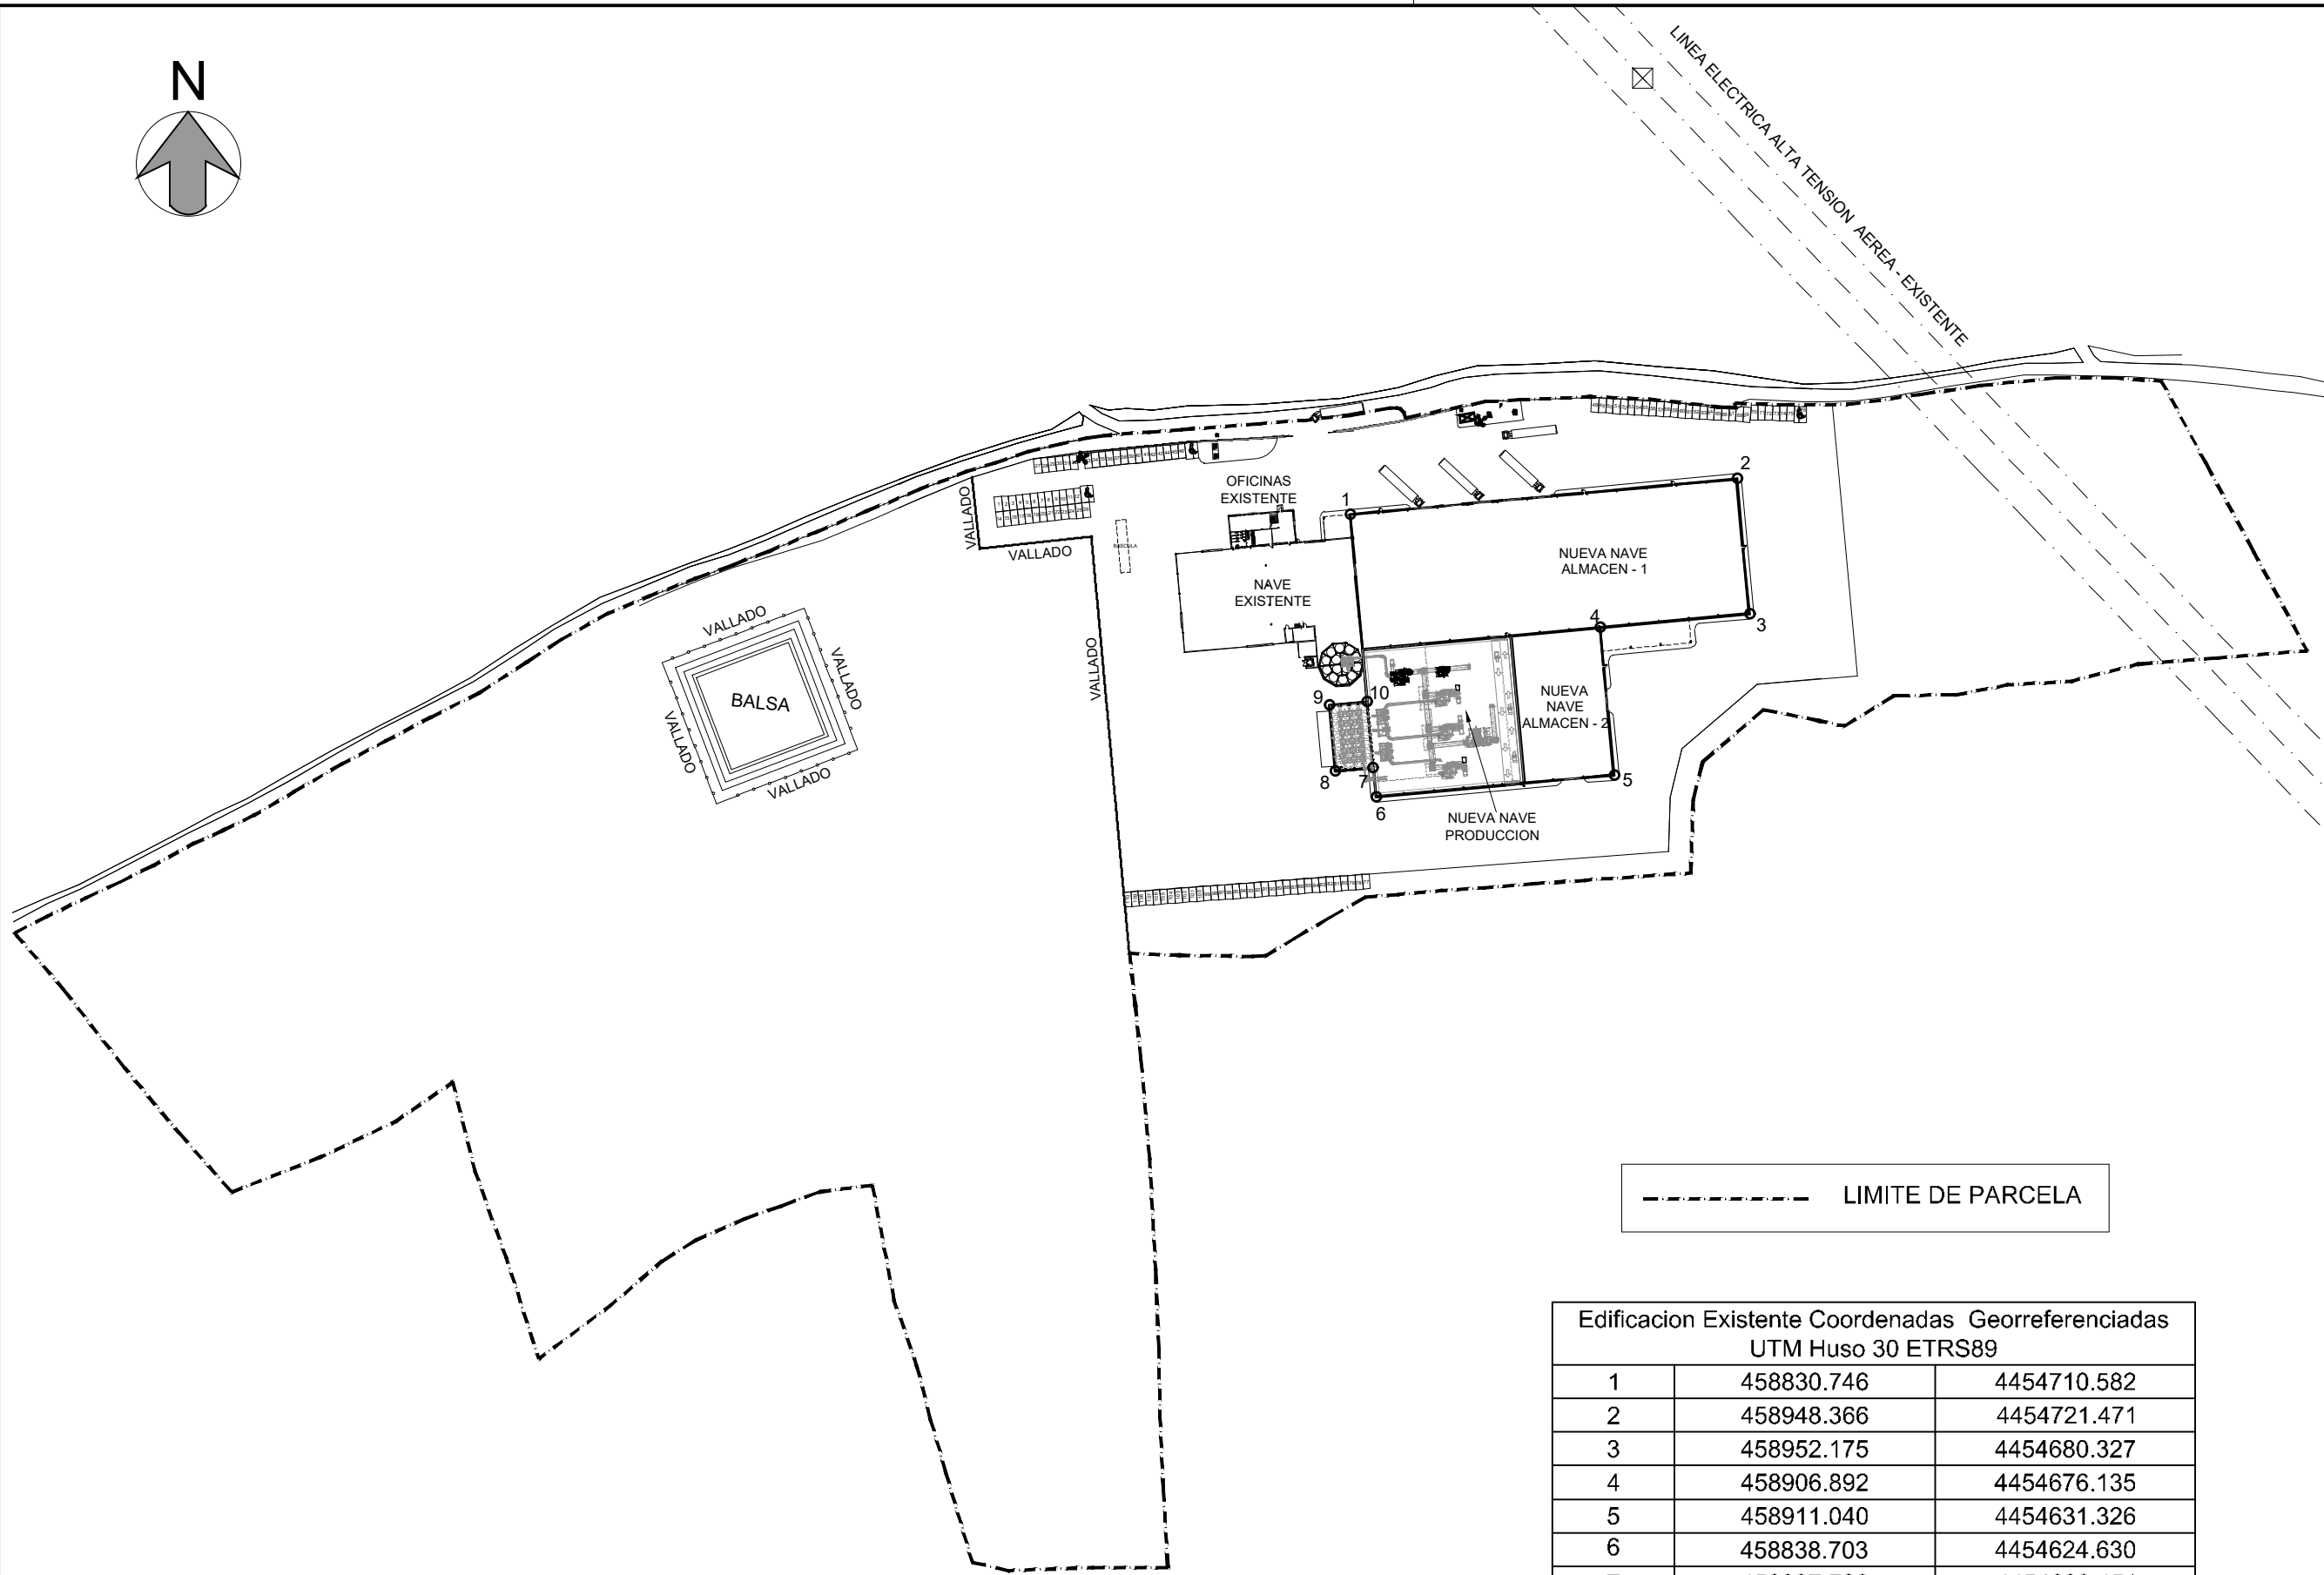 N
LINEA ELECTRICA ALTA TENSION AEREA - EXISTENTE
OFICINAS
EXISTENTE
1
2
VALLADO
VALLADO
BASCULA
NUEVA NAVE
ALMACEN - 1
NAVE
EXISTENTE
VALLADO
4
3
VALLADO
VALLADO
VALLADO
BALSA
VALLADO
9
10
NUEVA
NAVE
ALMACEN - 2
8
7
5
6
NUEVA NAVE
PRODUCCION
LIMITE DE PARCELA
Edificacion Existente Coordenadas Georreferenciadas
UTM Huso 30 ETRS89
1 458830.746 4454710.582
2 458948.366 4454721.471
3 458952.175 4454680.327
4 458906.892 4454676.135
5 458911.040 4454631.326
6 458838.703 4454624.630